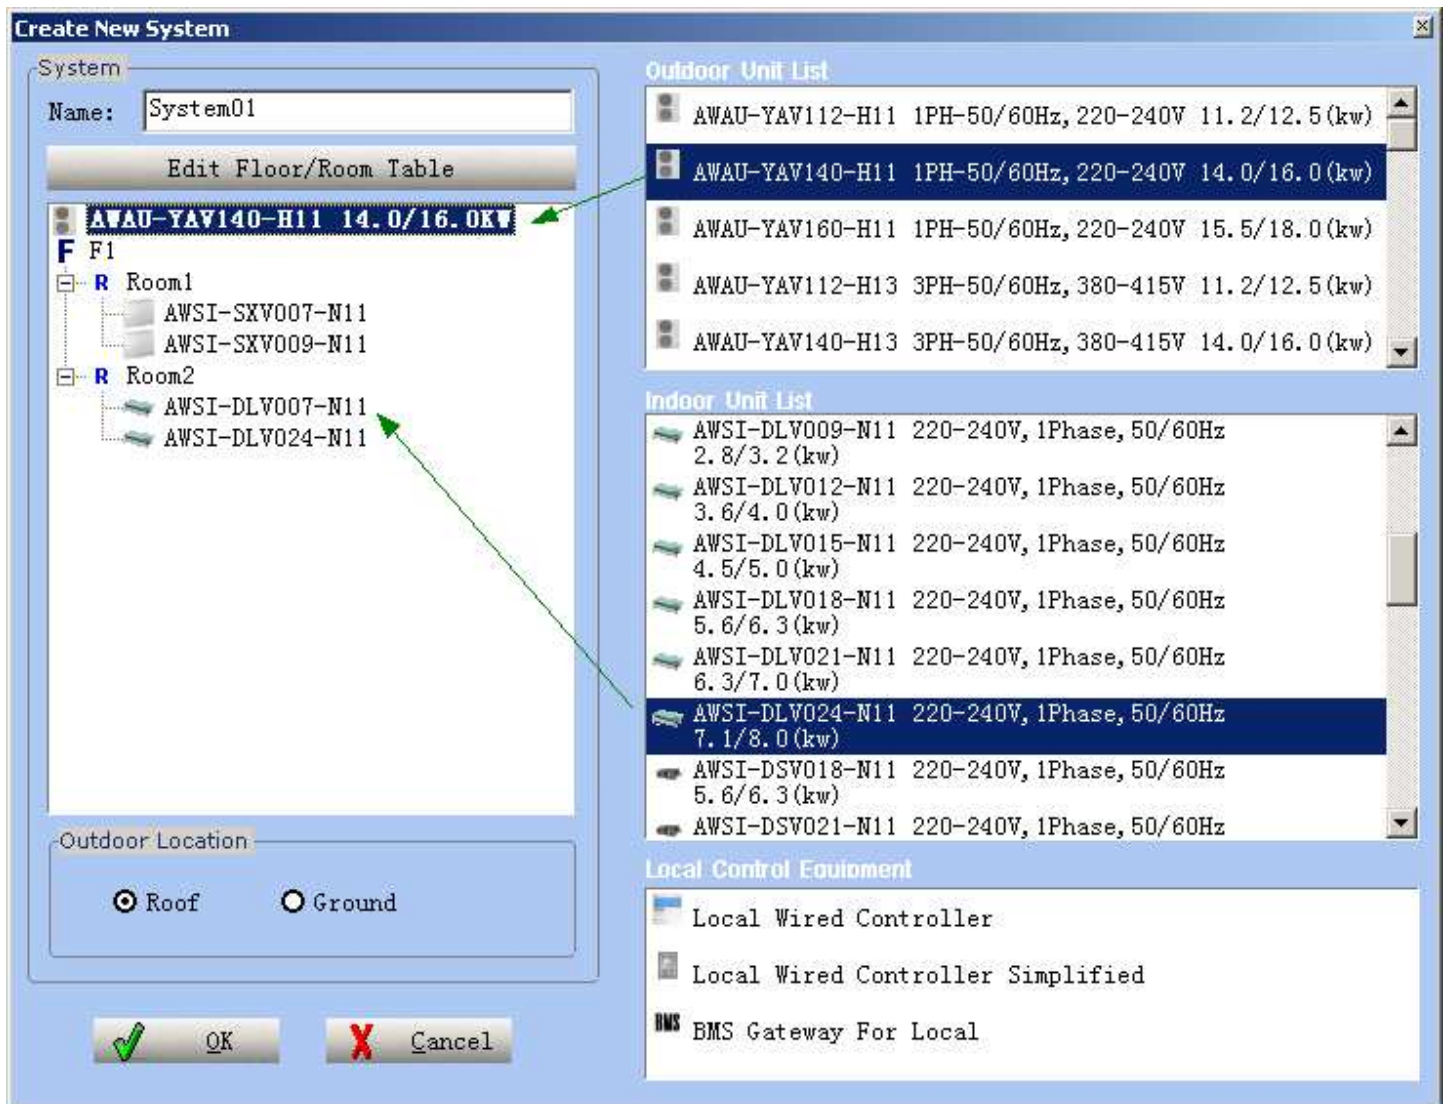 Create New System
System
Name: System01
Edit Floor/Room Table
AWAU-YAV140-H11 14.0/16.0KW
F F1
R Room1
AWSI-SXV007-N11
AWSI-SXV009-N11
R Room2
AWSI-DLV007-N11
AWSI-DLV024-N11
Outdoor Location
Roof Ground
OK Cancel
Outdoor Unit List
AWAU-YAV112-H11 1PH-50/60Hz,220-240V 11.2/12.5(kw)
AWAU-YAV140-H11 1PH-50/60Hz,220-240V 14.0/16.0(kw)
AWAU-YAV160-H11 1PH-50/60Hz,220-240V 15.5/18.0(kw)
AWAU-YAV112-H13 3PH-50/60Hz,380-415V 11.2/12.5(kw)
AWAU-YAV140-H13 3PH-50/60Hz,380-415V 14.0/16.0(kw)
Indoor Unit List
AWSI-DLV009-N11 220-240V,1Phase,50/60Hz
2.8/3.2(kw)
AWSI-DLV012-N11 220-240V,1Phase,50/60Hz
3.6/4.0(kw)
AWSI-DLV015-N11 220-240V,1Phase,50/60Hz
4.5/5.0(kw)
AWSI-DLV018-N11 220-240V,1Phase,50/60Hz
5.6/6.3(kw)
AWSI-DLV021-N11 220-240V,1Phase,50/60Hz
6.3/7.0(kw)
AWSI-DLV024-N11 220-240V,1Phase,50/60Hz
7.1/8.0(kw)
AWSI-DSV018-N11 220-240V,1Phase,50/60Hz
5.6/6.3(kw)
AWSI-DSV021-N11 220-240V,1Phase,50/60Hz
Local Control Equipment
Local Wired Controller
Local Wired Controller Simplified
BMS BMS Gateway For Local